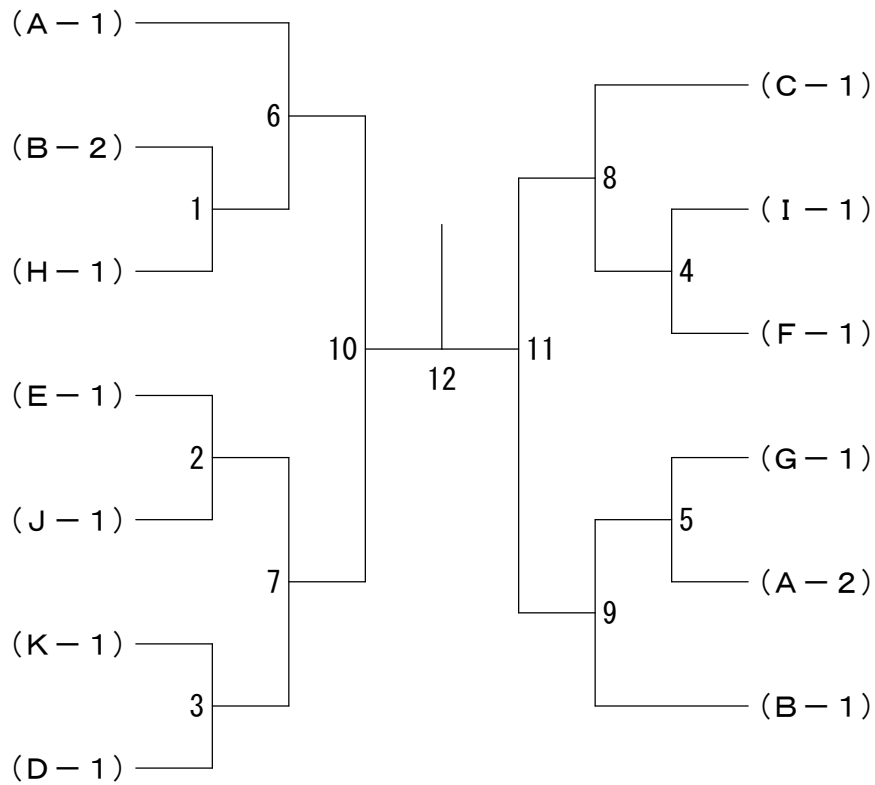 (A-1)
(B-2)
(H-1)
(E-1)
(J-1)
(K-1)
(D-1)
6
1
2
7
3
10
12
11
8
4
5
9
(C-1)
(I-1)
(F-1)
(G-1)
(A-2)
(B-1)